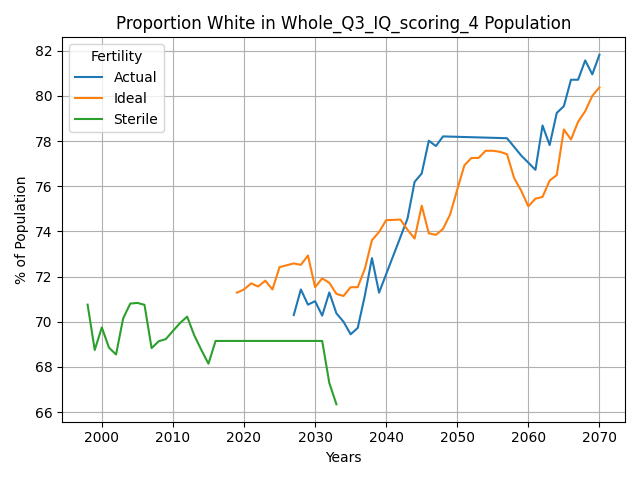 Proportion White in Whole_Q3_IQ_scoring_4 Population
Fertility
Actual
Ideal
Sterile
% of Population
82
80
78
76
74
72
70
68
66
2000
2010
2020
2030
2040
2050
2060
2070
Years